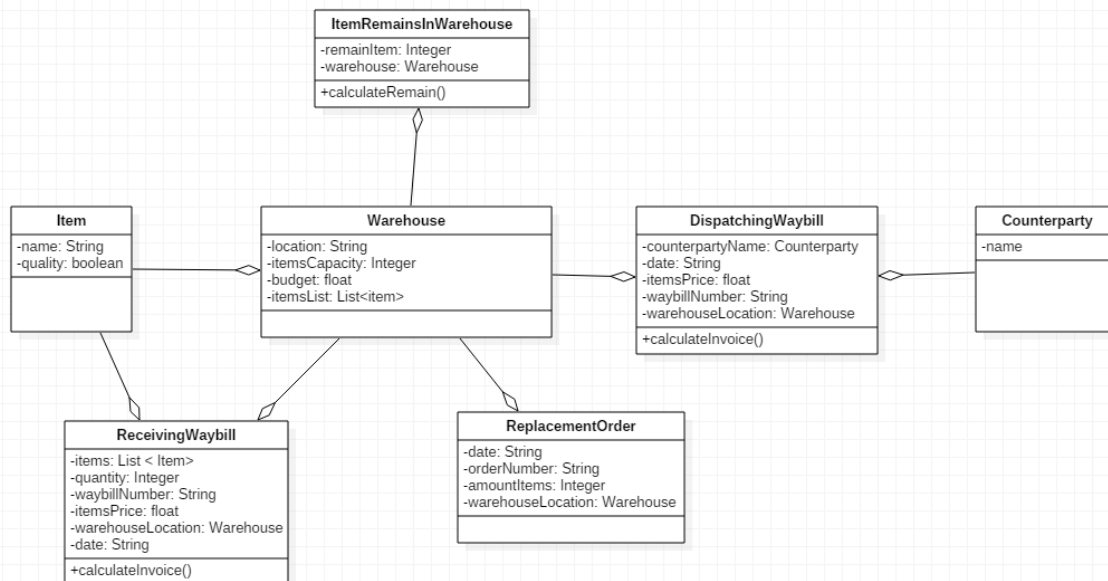 ItemRemainsInWarehouse
-remainItem: Integer
-warehouse: Warehouse
+calculateRemain()
Item
-name: String
-quality: boolean
Warehouse
-location: String
-itemsCapacity: Integer
-budget: float
-itemsList: List<item>
DispatchingWaybill
-counterpartyName: Counterparty
-date: String
-itemsPrice: float
-waybillNumber: String
-warehouseLocation: Warehouse
+calculateInvoice()
Counterparty
-name
ReceivingWaybill
-items: List < Item>
-quantity: Integer
-waybillNumber: String
-itemsPrice: float
-warehouseLocation: Warehouse
-date: String
+calculateInvoice()
ReplacementOrder
-date: String
-orderNumber: String
-amountItems: Integer
-warehouseLocation: Warehouse